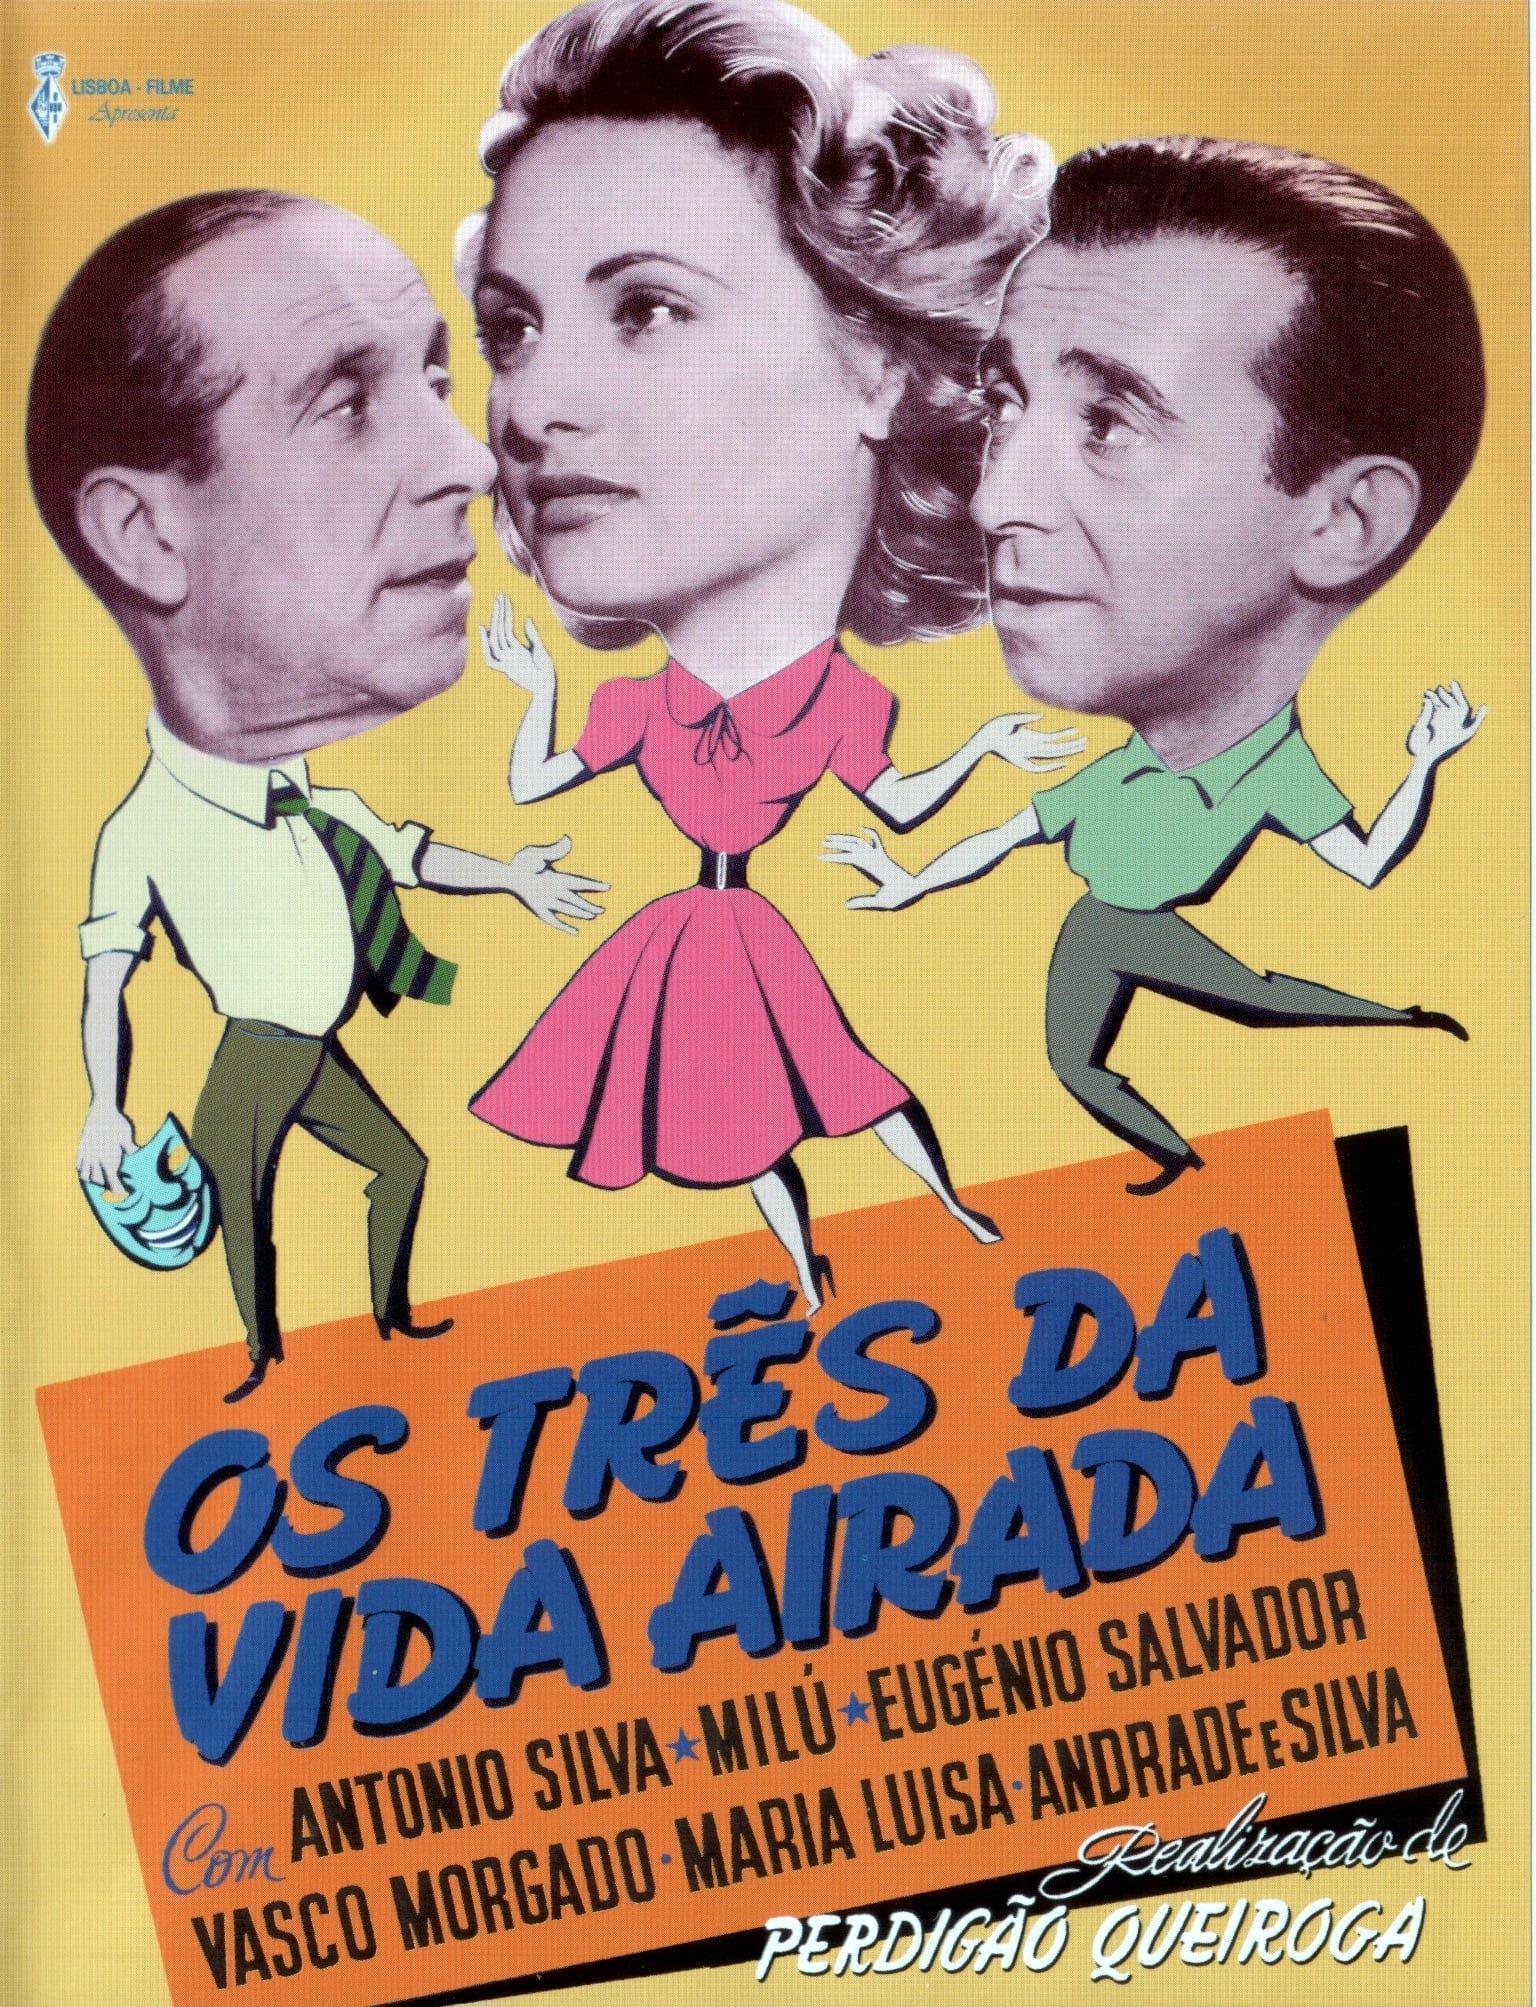 LISBOA - FILME
Apresenta
OS TRÊS DA
VIDA AIRADA
Com ANTONIO SILVA ★ MILÚ ★ EUGÉNIO SALVADOR
VASCO MORGADO · MARIA LUISA · ANDRADE E SILVA
Realização de
PERDIGÃO QUEIROGA